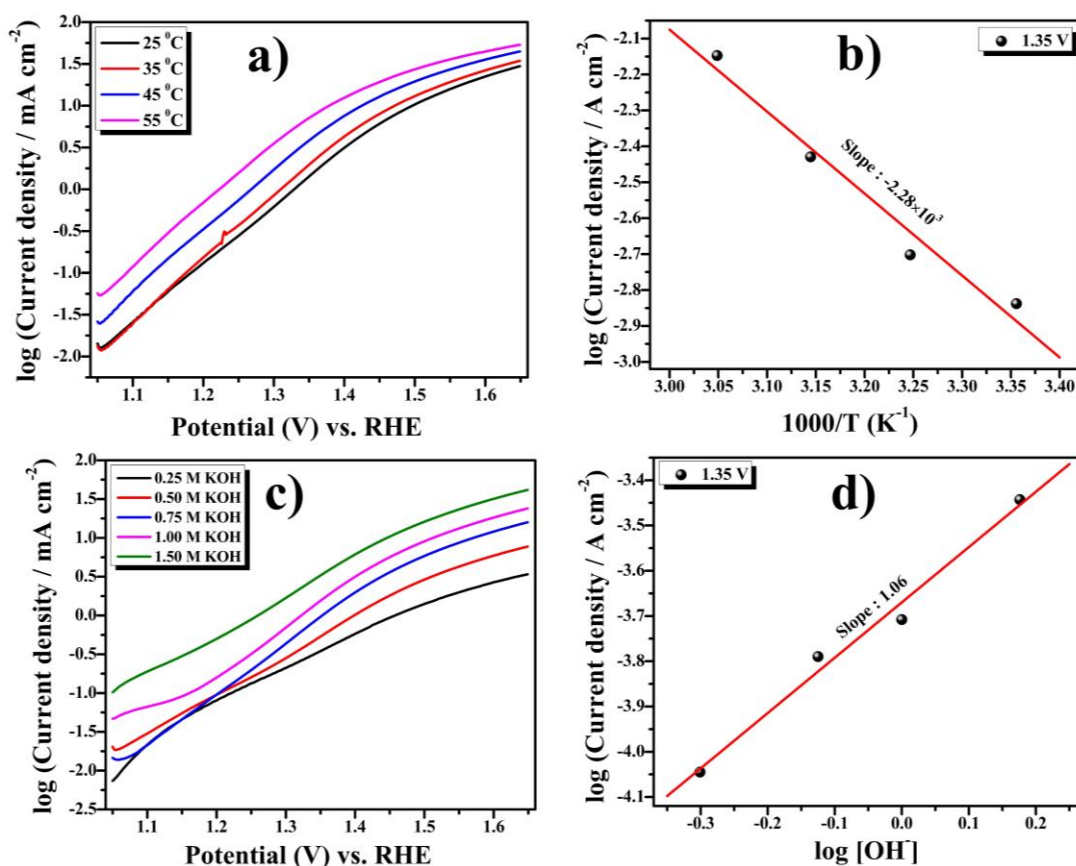 a)
25 ⁰C
35 ⁰C
45 ⁰C
55 ⁰C
2.0
1.5
1.0
0.5
0.0
-0.5
-1.0
-1.5
-2.0
log (Current density / mA cm⁻²)
1.1 1.2 1.3 1.4 1.5 1.6
Potential (V) vs. RHE
b)
1.35 V
Slope : -2.28×10³
-2.1
-2.2
-2.3
-2.4
-2.5
-2.6
-2.7
-2.8
-2.9
-3.0
log (Current density / A cm⁻²)
3.00 3.05 3.10 3.15 3.20 3.25 3.30 3.35 3.40
1000/T (K⁻¹)
c)
0.25 M KOH
0.50 M KOH
0.75 M KOH
1.00 M KOH
1.50 M KOH
2.0
1.5
1.0
0.5
0.0
-0.5
-1.0
-1.5
-2.0
-2.5
log (Current density / mA cm⁻²)
1.1 1.2 1.3 1.4 1.5 1.6
Potential (V) vs. RHE
d)
1.35 V
Slope : 1.06
-3.4
-3.5
-3.6
-3.7
-3.8
-3.9
-4.0
-4.1
log (Current density / A cm⁻²)
-0.3 -0.2 -0.1 0.0 0.1 0.2
log [OH⁻]